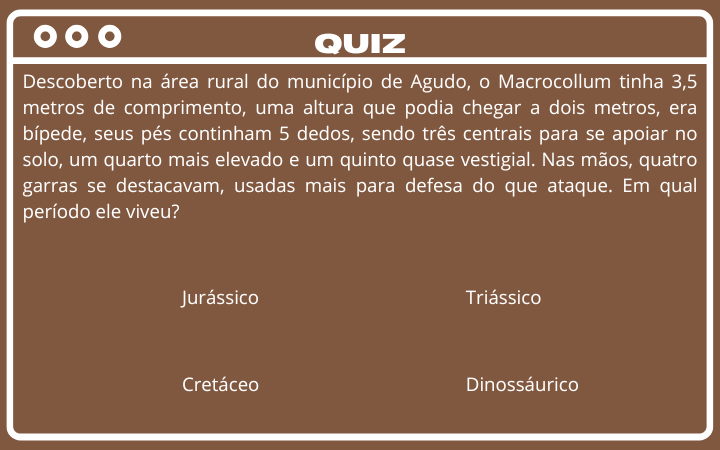 QUIZ
Descoberto na área rural do município de Agudo, o Macrocollum tinha 3,5
metros de comprimento, uma altura que podia chegar a dois metros, era
bípede, seus pés continham 5 dedos, sendo três centrais para se apoiar no
solo, um quarto mais elevado e um quinto quase vestigial. Nas mãos, quatro
garras se destacavam, usadas mais para defesa do que ataque. Em qual
período ele viveu?
Jurássico
Triássico
Cretáceo
Dinossáurico